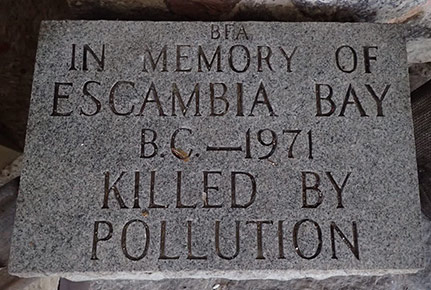 BFA
IN MEMORY OF
ESCAMBIA BAY
B.C.—1971
KILLED BY
POLLUTION